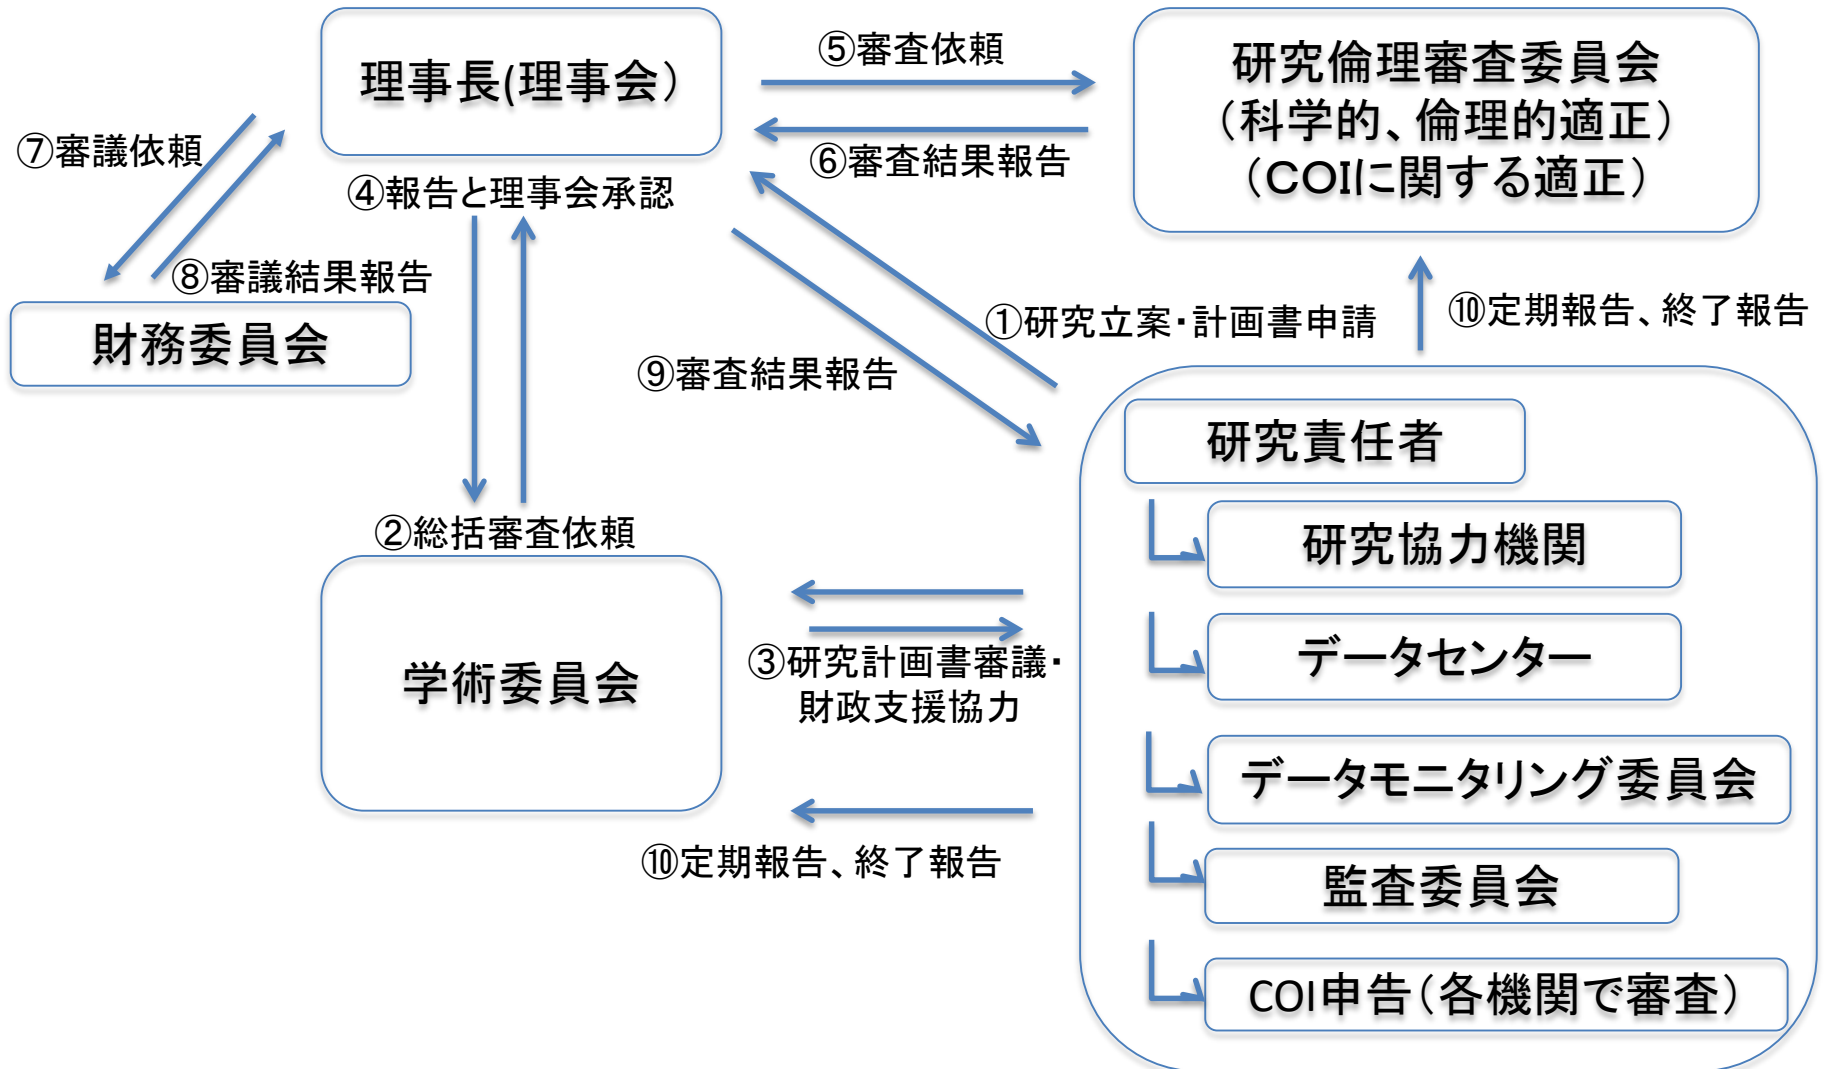 理事長(理事会）
⑤審査依頼
研究倫理審査委員会
（科学的、倫理的適正）
（COIに関する適正）
⑦審議依頼
⑥審査結果報告
④報告と理事会承認
⑧審議結果報告
財務委員会
①研究立案・計画書申請
⑩定期報告、終了報告
⑨審査結果報告
研究責任者
②総括審査依頼
研究協力機関
学術委員会
③研究計画書審議・
財政支援協力
データセンター
データモニタリング委員会
⑩定期報告、終了報告
監査委員会
COI申告（各機関で審査）